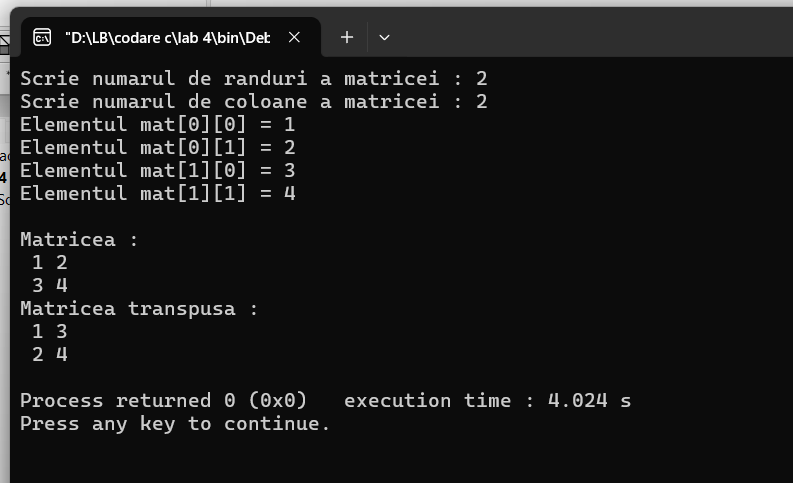 "D:\LB\codare c\lab 4\bin\Det
Scrie numarul de randuri a matricei : 2
Scrie numarul de coloane a matricei : 2
Elementul mat[0][0] = 1
Elementul mat[0][1] = 2
Elementul mat[1][0] = 3
Elementul mat[1][1] = 4
Matricea :
1 2
3 4
Matricea transpusa :
1 3
2 4
Process returned 0 (0x0)   execution time : 4.024 s
Press any key to continue.